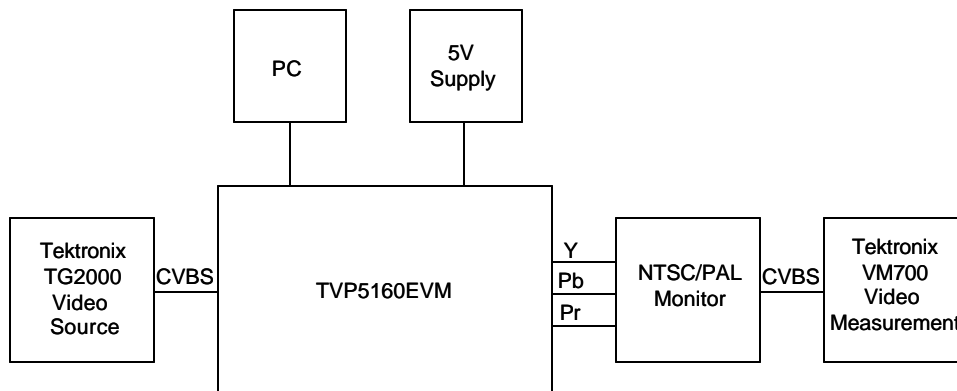 PC
5V
Supply
Tektronix
TG2000
Video
Source
CVBS
TVP5160EVM
Y
Pb
Pr
NTSC/PAL
Monitor
CVBS
Tektronix
VM700
Video
Measurement